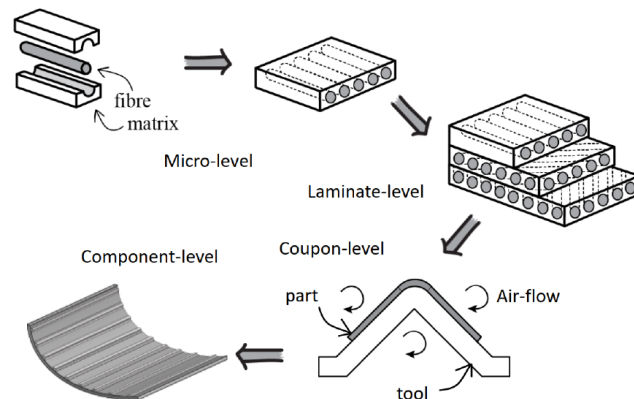 fibre
matrix
Micro-level
Laminate-level
Component-level
Coupon-level
part
Air-flow
tool